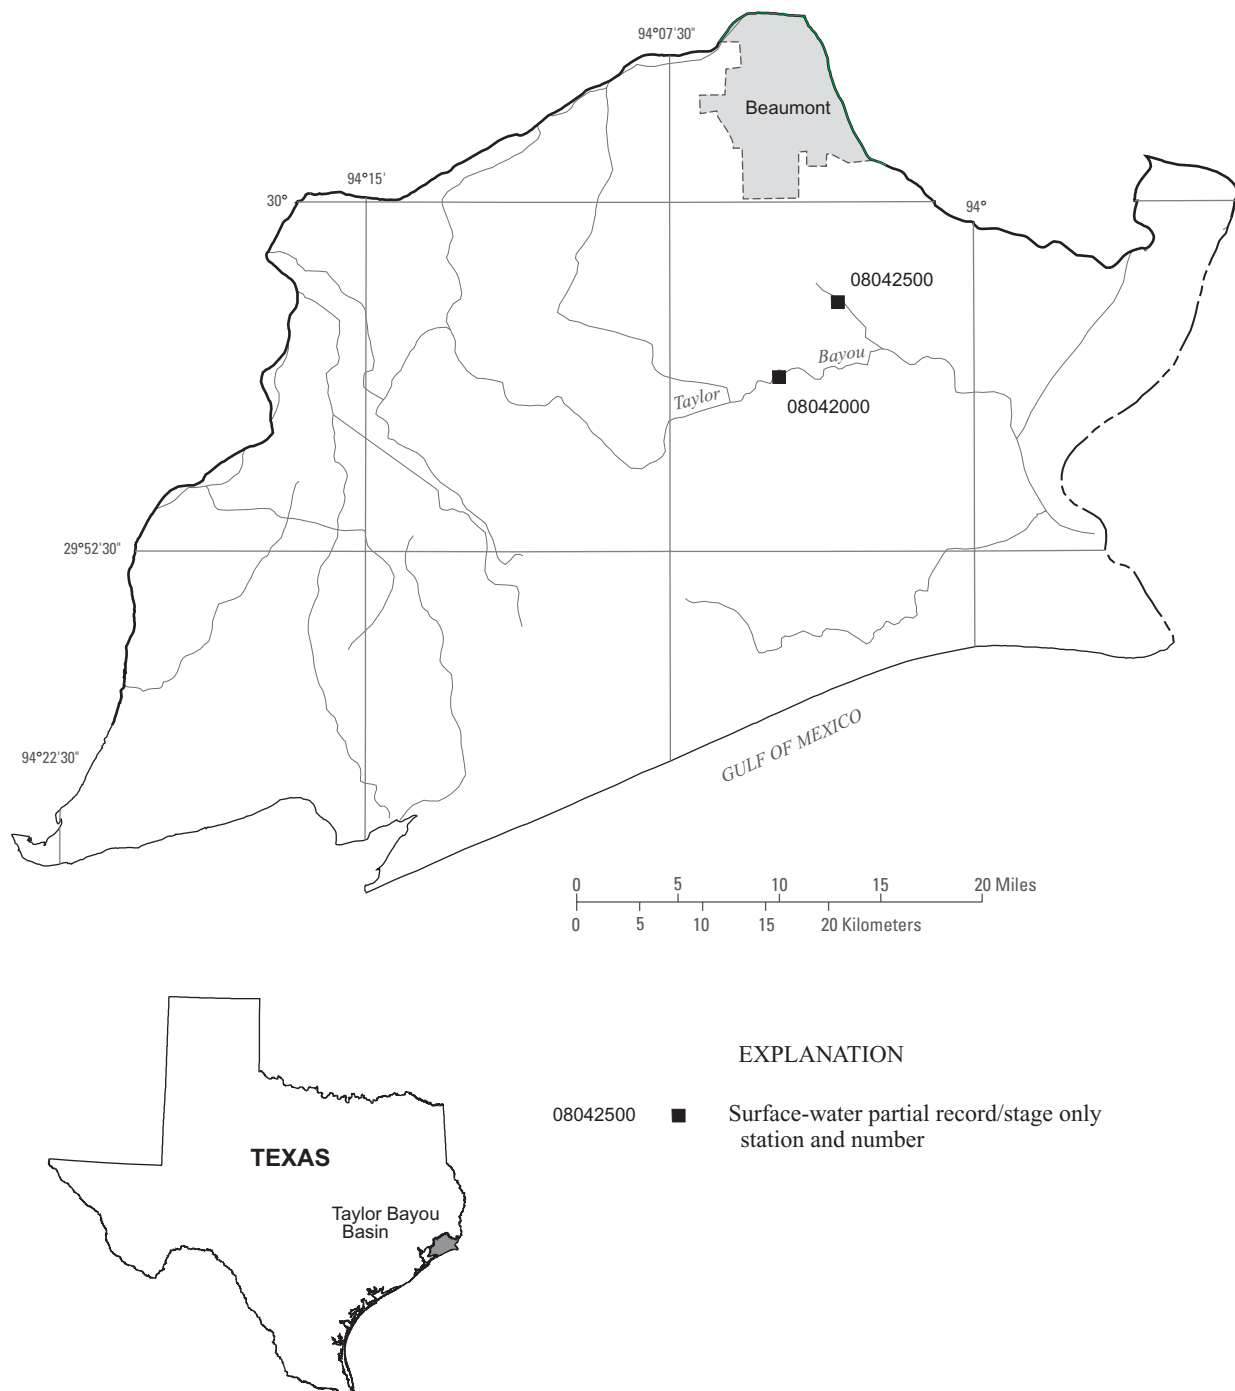 94°07'30"
Beaumont
94°15'
30°
94°
08042500
Bayou
Taylor
08042000
29°52'30"
94°22'30"
GULF OF MEXICO
0 5 10 15 20 Miles
0 5 10 15 20 Kilometers
EXPLANATION
08042500 Surface-water partial record/stage only
station and number
TEXAS
Taylor Bayou
Basin